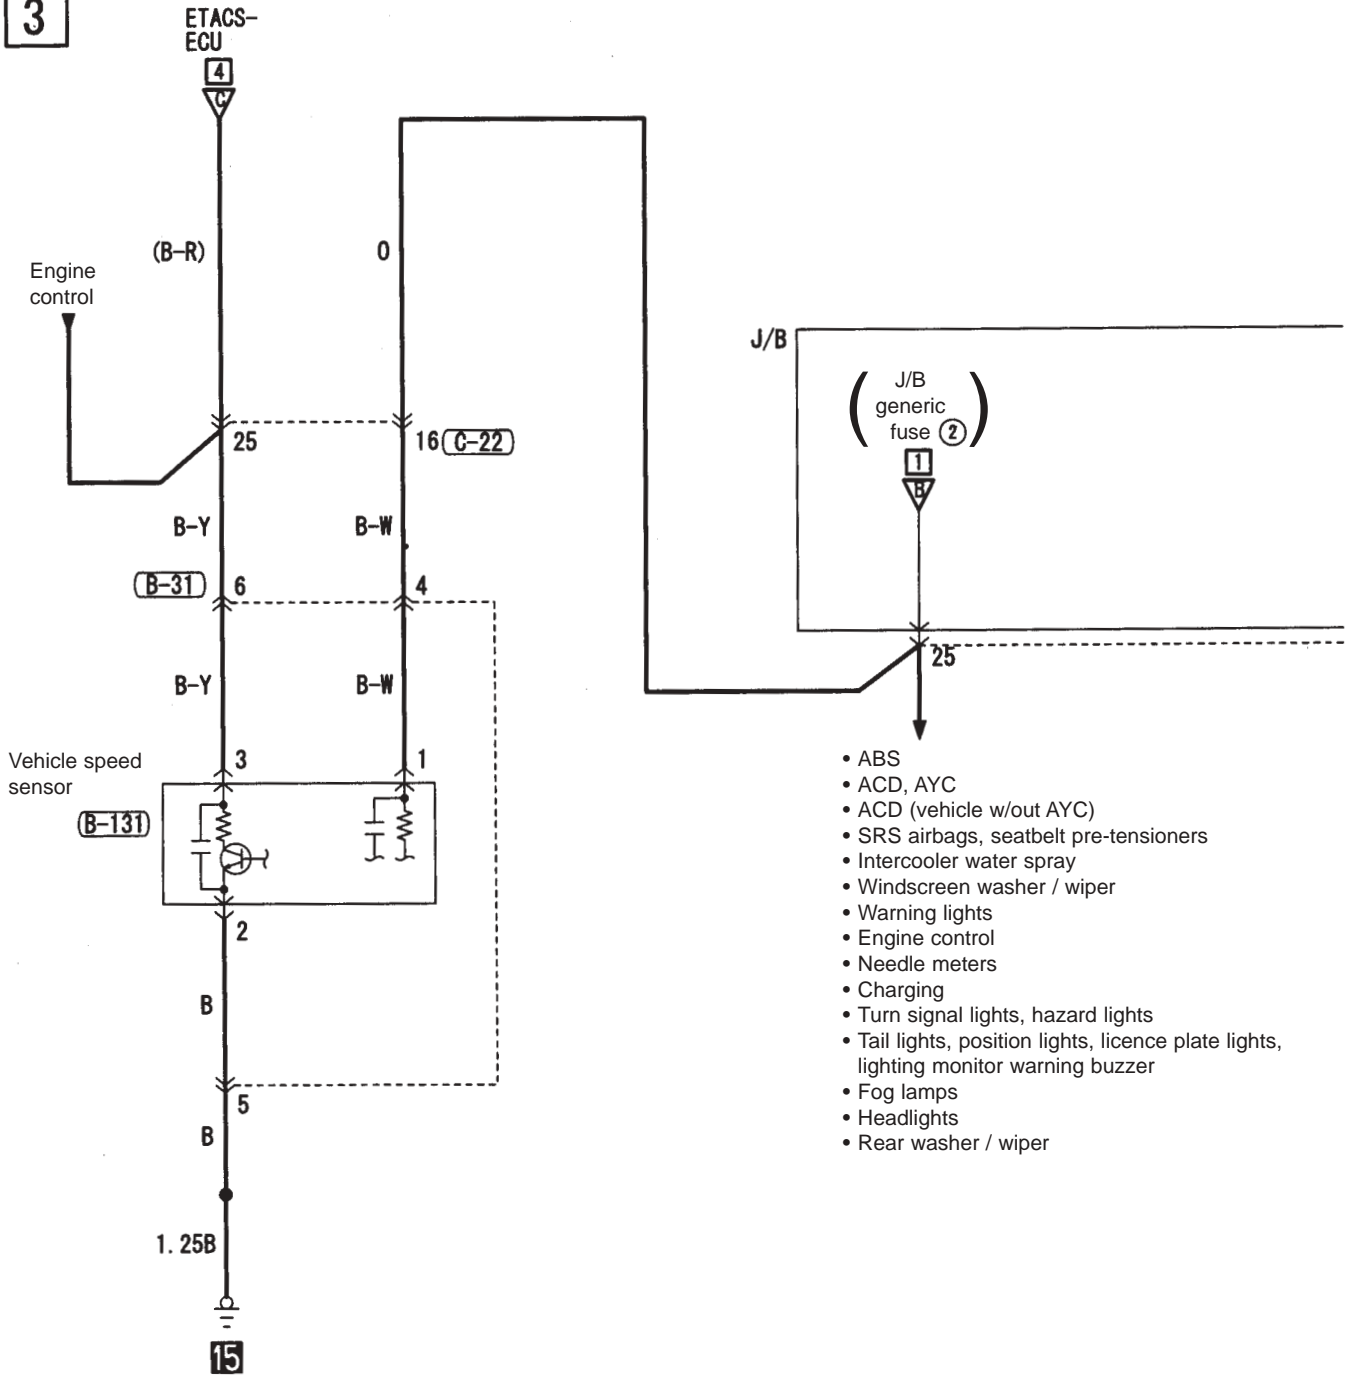 3
ETACS-
ECU
4
C
(B-R)
O
Engine
control
J/B
J/B
generic
fuse 2
1
B
25
16 C-22
B-Y
B-W
B-31
6
4
25
B-Y
B-W
Vehicle speed
sensor
3
1
B-131
2
B
5
B
1. 25B
15
• ABS
• ACD, AYC
• ACD (vehicle w/out AYC)
• SRS airbags, seatbelt pre-tensioners
• Intercooler water spray
• Windscreen washer / wiper
• Warning lights
• Engine control
• Needle meters
• Charging
• Turn signal lights, hazard lights
• Tail lights, position lights, licence plate lights,
lighting monitor warning buzzer
• Fog lamps
• Headlights
• Rear washer / wiper